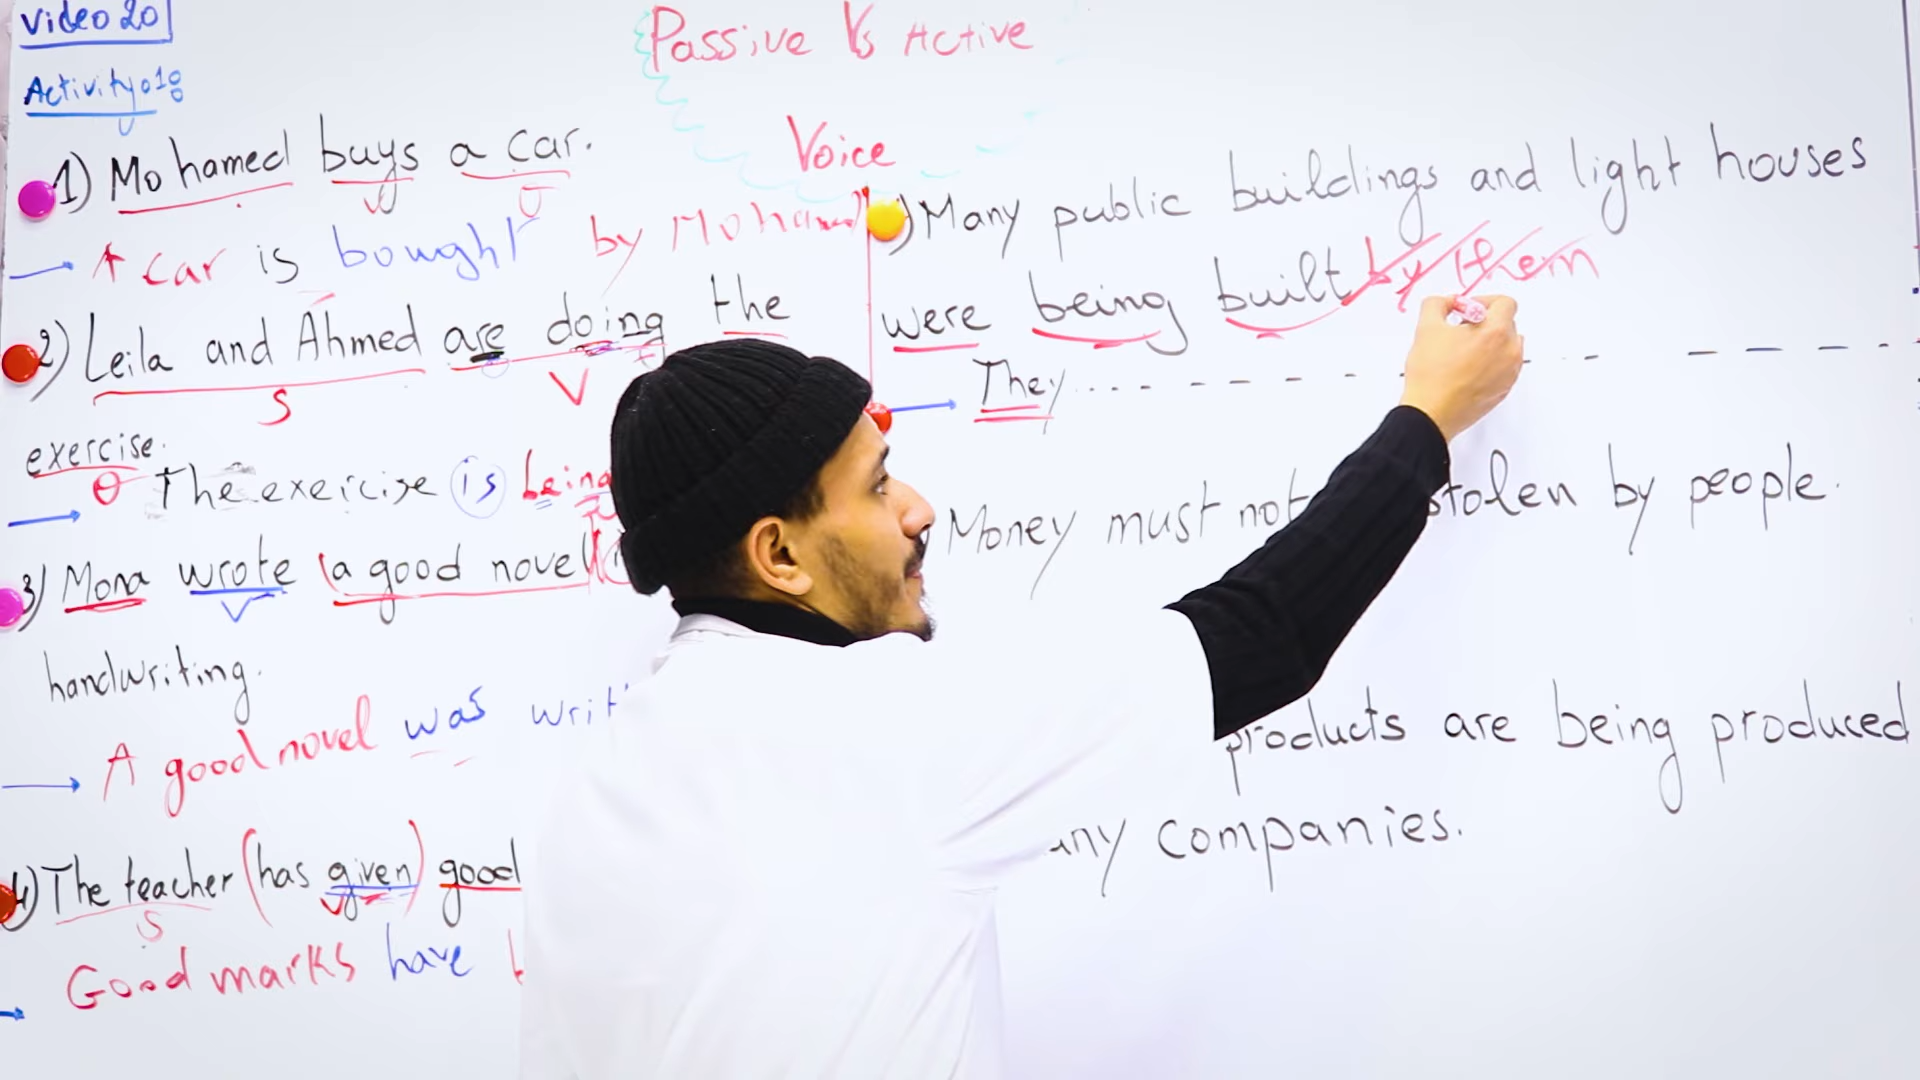 Video 20
Activity 01:
Passive Vs Active
Voice
1) Mohamed buys a car.
A car is bought by Mohamed
2) Leila and Ahmed are doing the
S V
exercise.
O
The exercise is being
3) Mona wrote (a good novel)
V
handwriting.
A good novel was writ
4) The teacher (has given) good
S V
Good marks have b
) Many public buildings and light houses
were being built by them
They ...
Money must not stolen by people.
products are being produced
any companies.